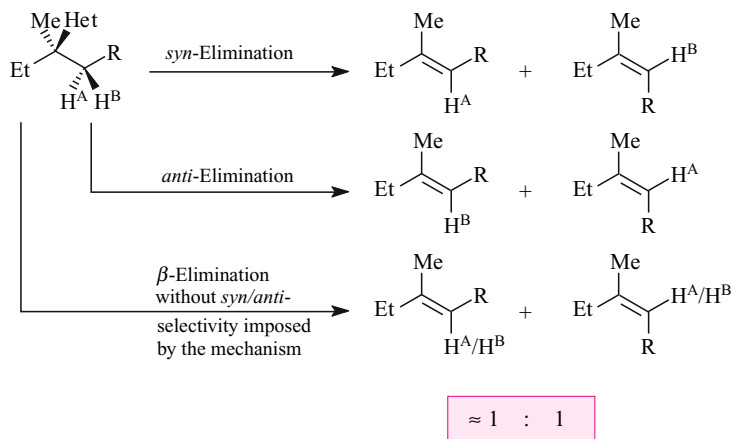 Me Het
Et R
H^A H^B
syn-Elimination
Me
Et R
H^A
+
Me
Et H^B
R
anti-Elimination
Me
Et R
H^B
+
Me
Et H^A
R
β-Elimination
without syn/anti-
selectivity imposed
by the mechanism
Me
Et R
H^A/H^B
+
Me
Et H^A/H^B
R
≈ 1 : 1